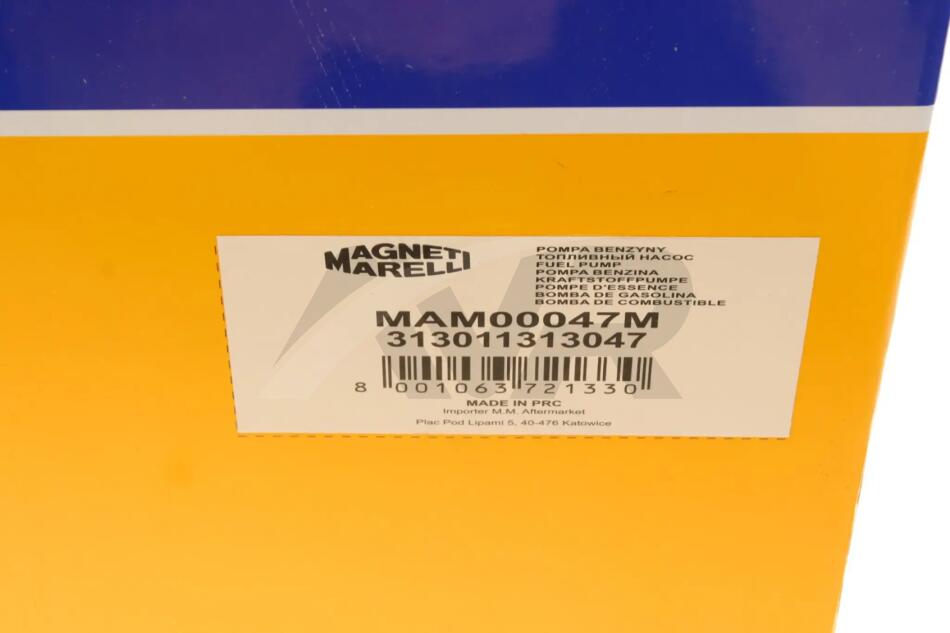 MAGNETI
MARELLI
POMPA BENZYNY
ТОПЛИВНЫЙ НАСОС
FUEL PUMP
POMPA BENZINA
KRAFTSTOFFPUMPE
POMPE D'ESSENCE
BOMBA DE GASOLINA
BOMBA DE COMBUSTIBLE
MAM00047M
313011313047
8 001063 721330
MADE IN PRC
Importer M.M. Aftermarket
Plac Pod Lipami 5, 40-476 Katowice